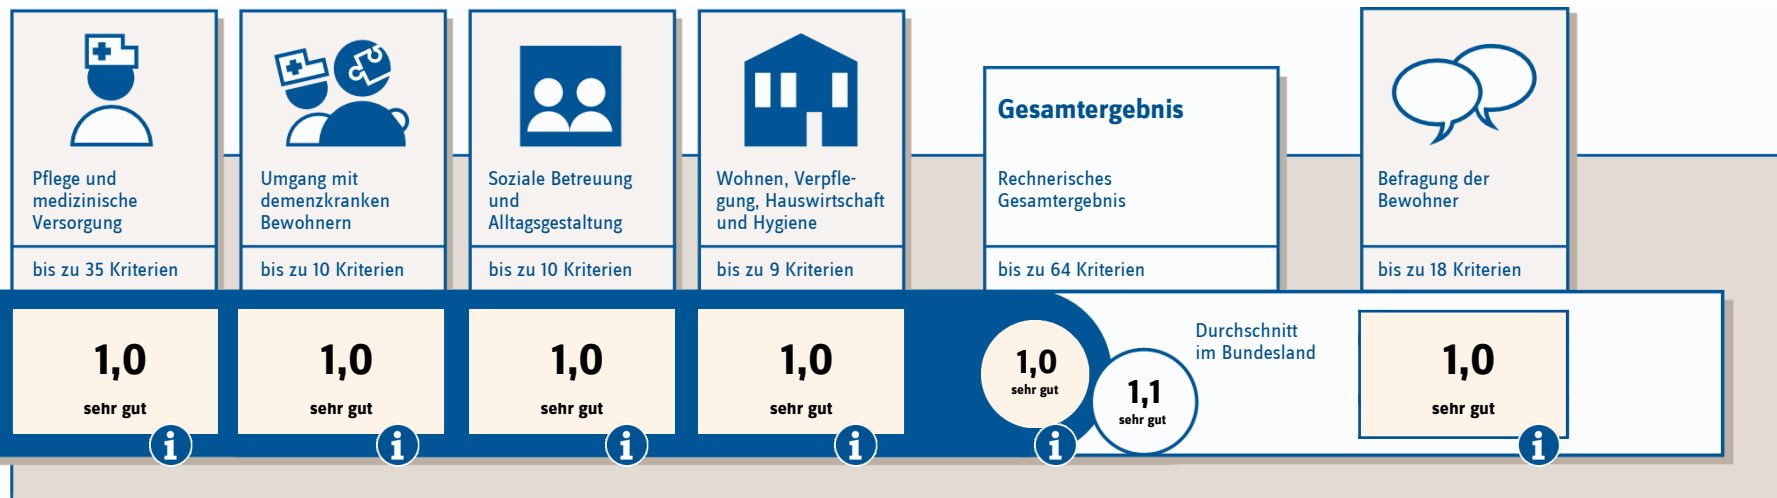 Pflege und
medizinische
Versorgung
bis zu 35 Kriterien
1,0
sehr gut
i
Umgang mit
demenzkranken
Bewohnern
bis zu 10 Kriterien
1,0
sehr gut
i
Soziale Betreuung
und
Alltagsgestaltung
bis zu 10 Kriterien
1,0
sehr gut
i
Wohnen, Verpfle-
gung, Hauswirtschaft
und Hygiene
bis zu 9 Kriterien
1,0
sehr gut
i
Gesamtergebnis
Rechnerisches
Gesamtergebnis
bis zu 64 Kriterien
1,0
sehr gut
i
1,1
sehr gut
Durchschnitt
im Bundesland
Befragung der
Bewohner
bis zu 18 Kriterien
1,0
sehr gut
i